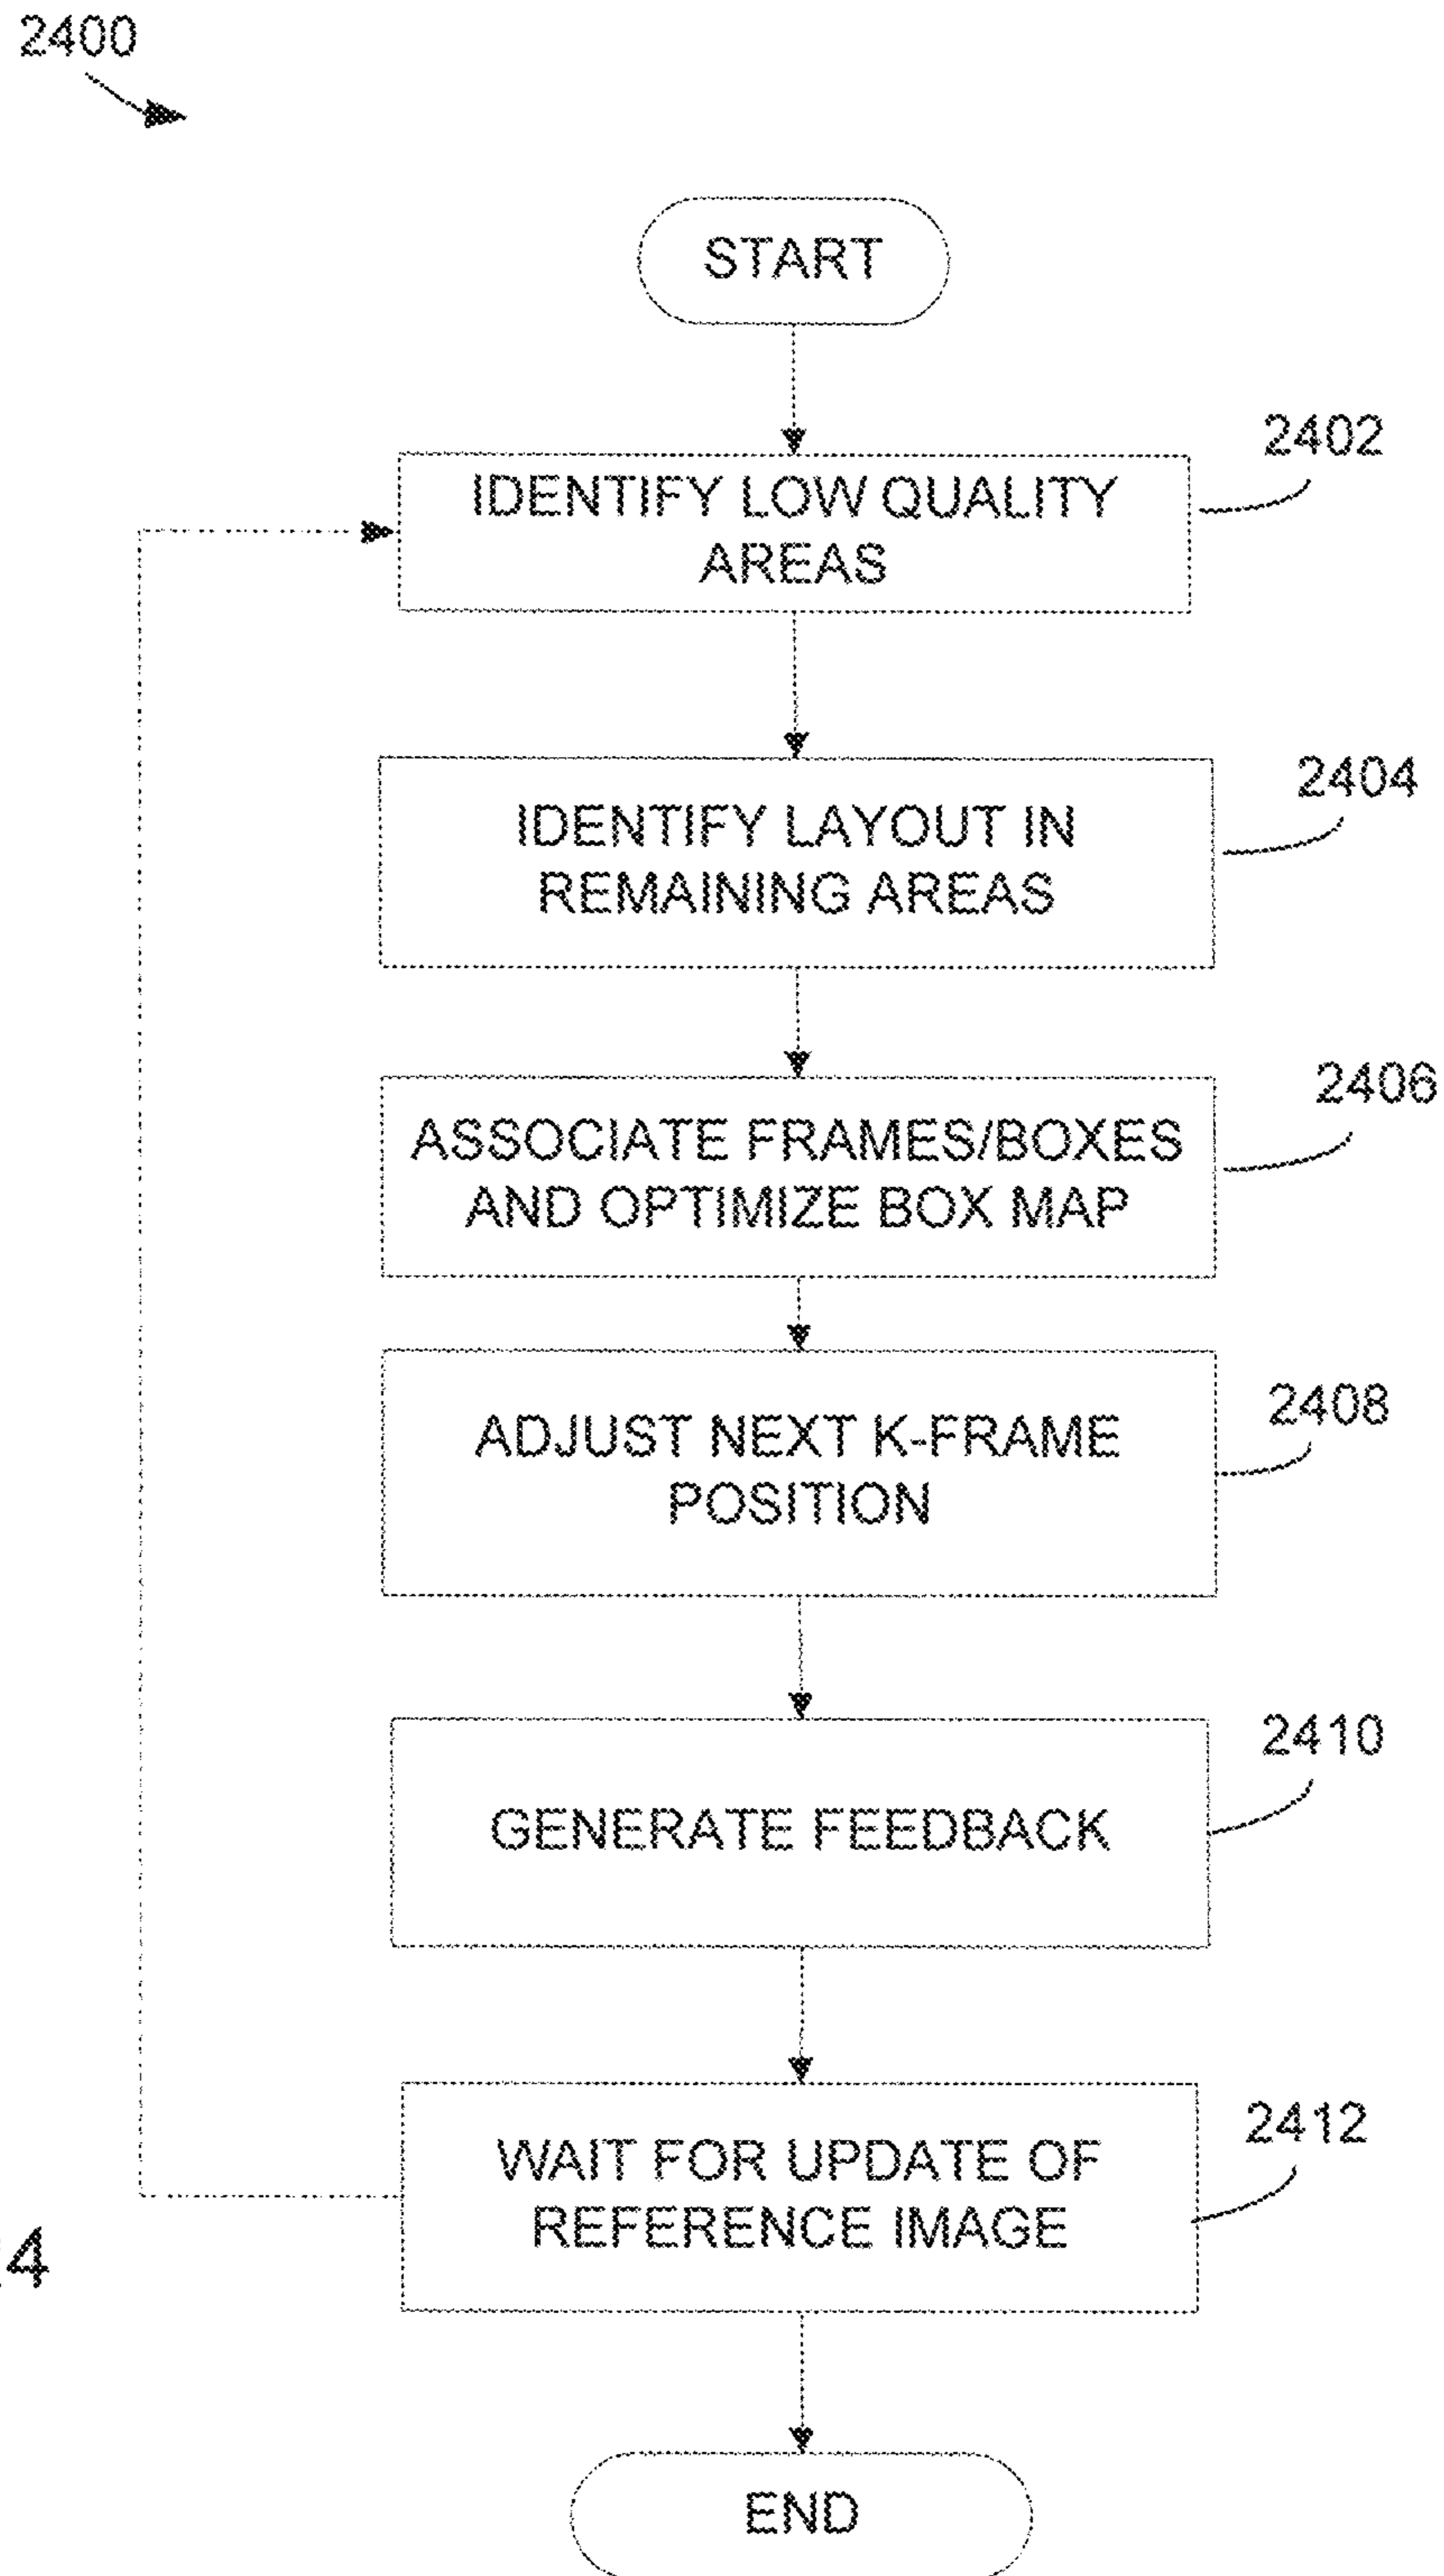 2400
START
2402
IDENTIFY LOW QUALITY
AREAS
2404
IDENTIFY LAYOUT IN
REMAINING AREAS
2406
ASSOCIATE FRAMES/BOXES
AND OPTIMIZE BOX MAP
2408
ADJUST NEXT K-FRAME
POSITION
2410
GENERATE FEEDBACK
2412
WAIT FOR UPDATE OF
REFERENCE IMAGE
4
END